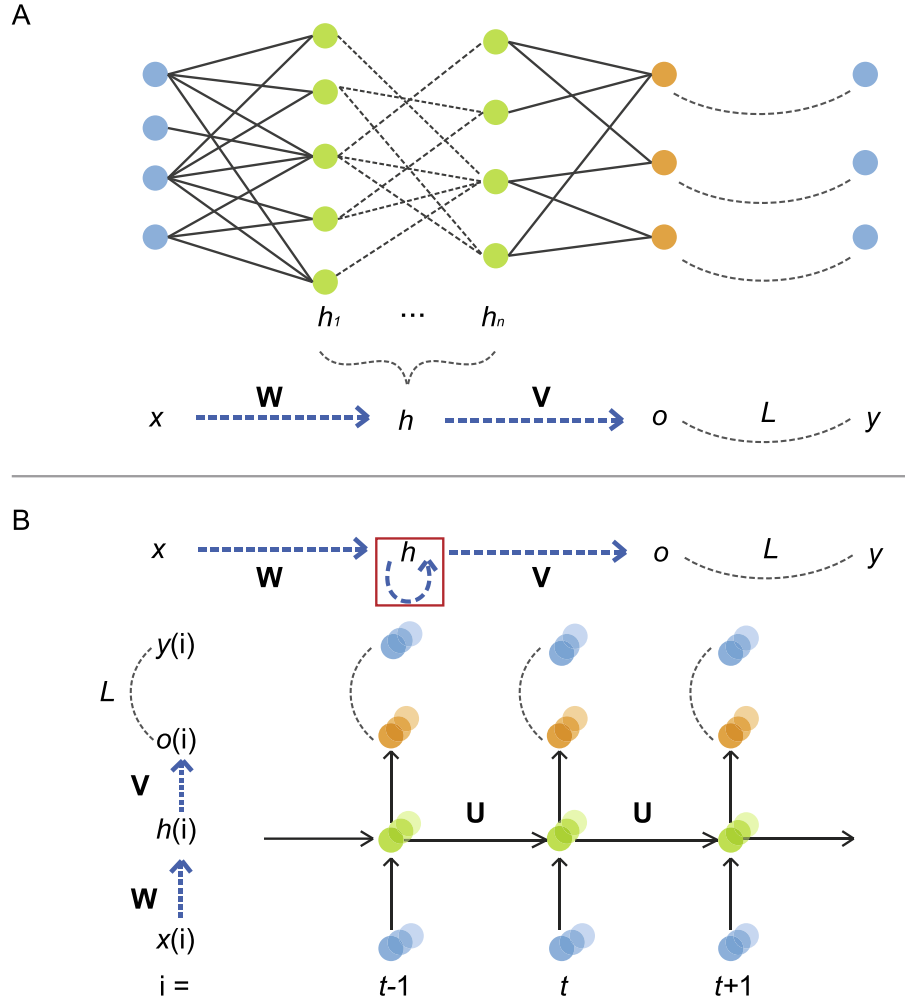 A
h1 ... hn
W V
x h o L y
B
x h o L y
W V
y(i)
L
o(i)
V
h(i) U U
W
x(i)
i = t-1 t t+1